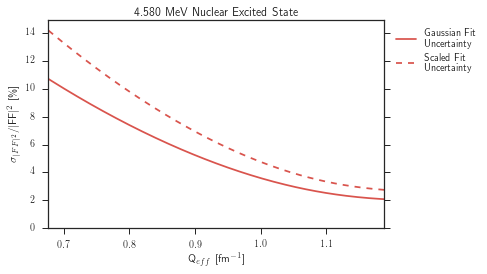 4.580 MeV Nuclear Excited State
14
12
10
8
6
4
2
0
σ|FF|²/|FF|² [%]
0.7 0.8 0.9 1.0 1.1
Qeff [fm⁻¹]
Gaussian Fit
Uncertainty
Scaled Fit
Uncertainty